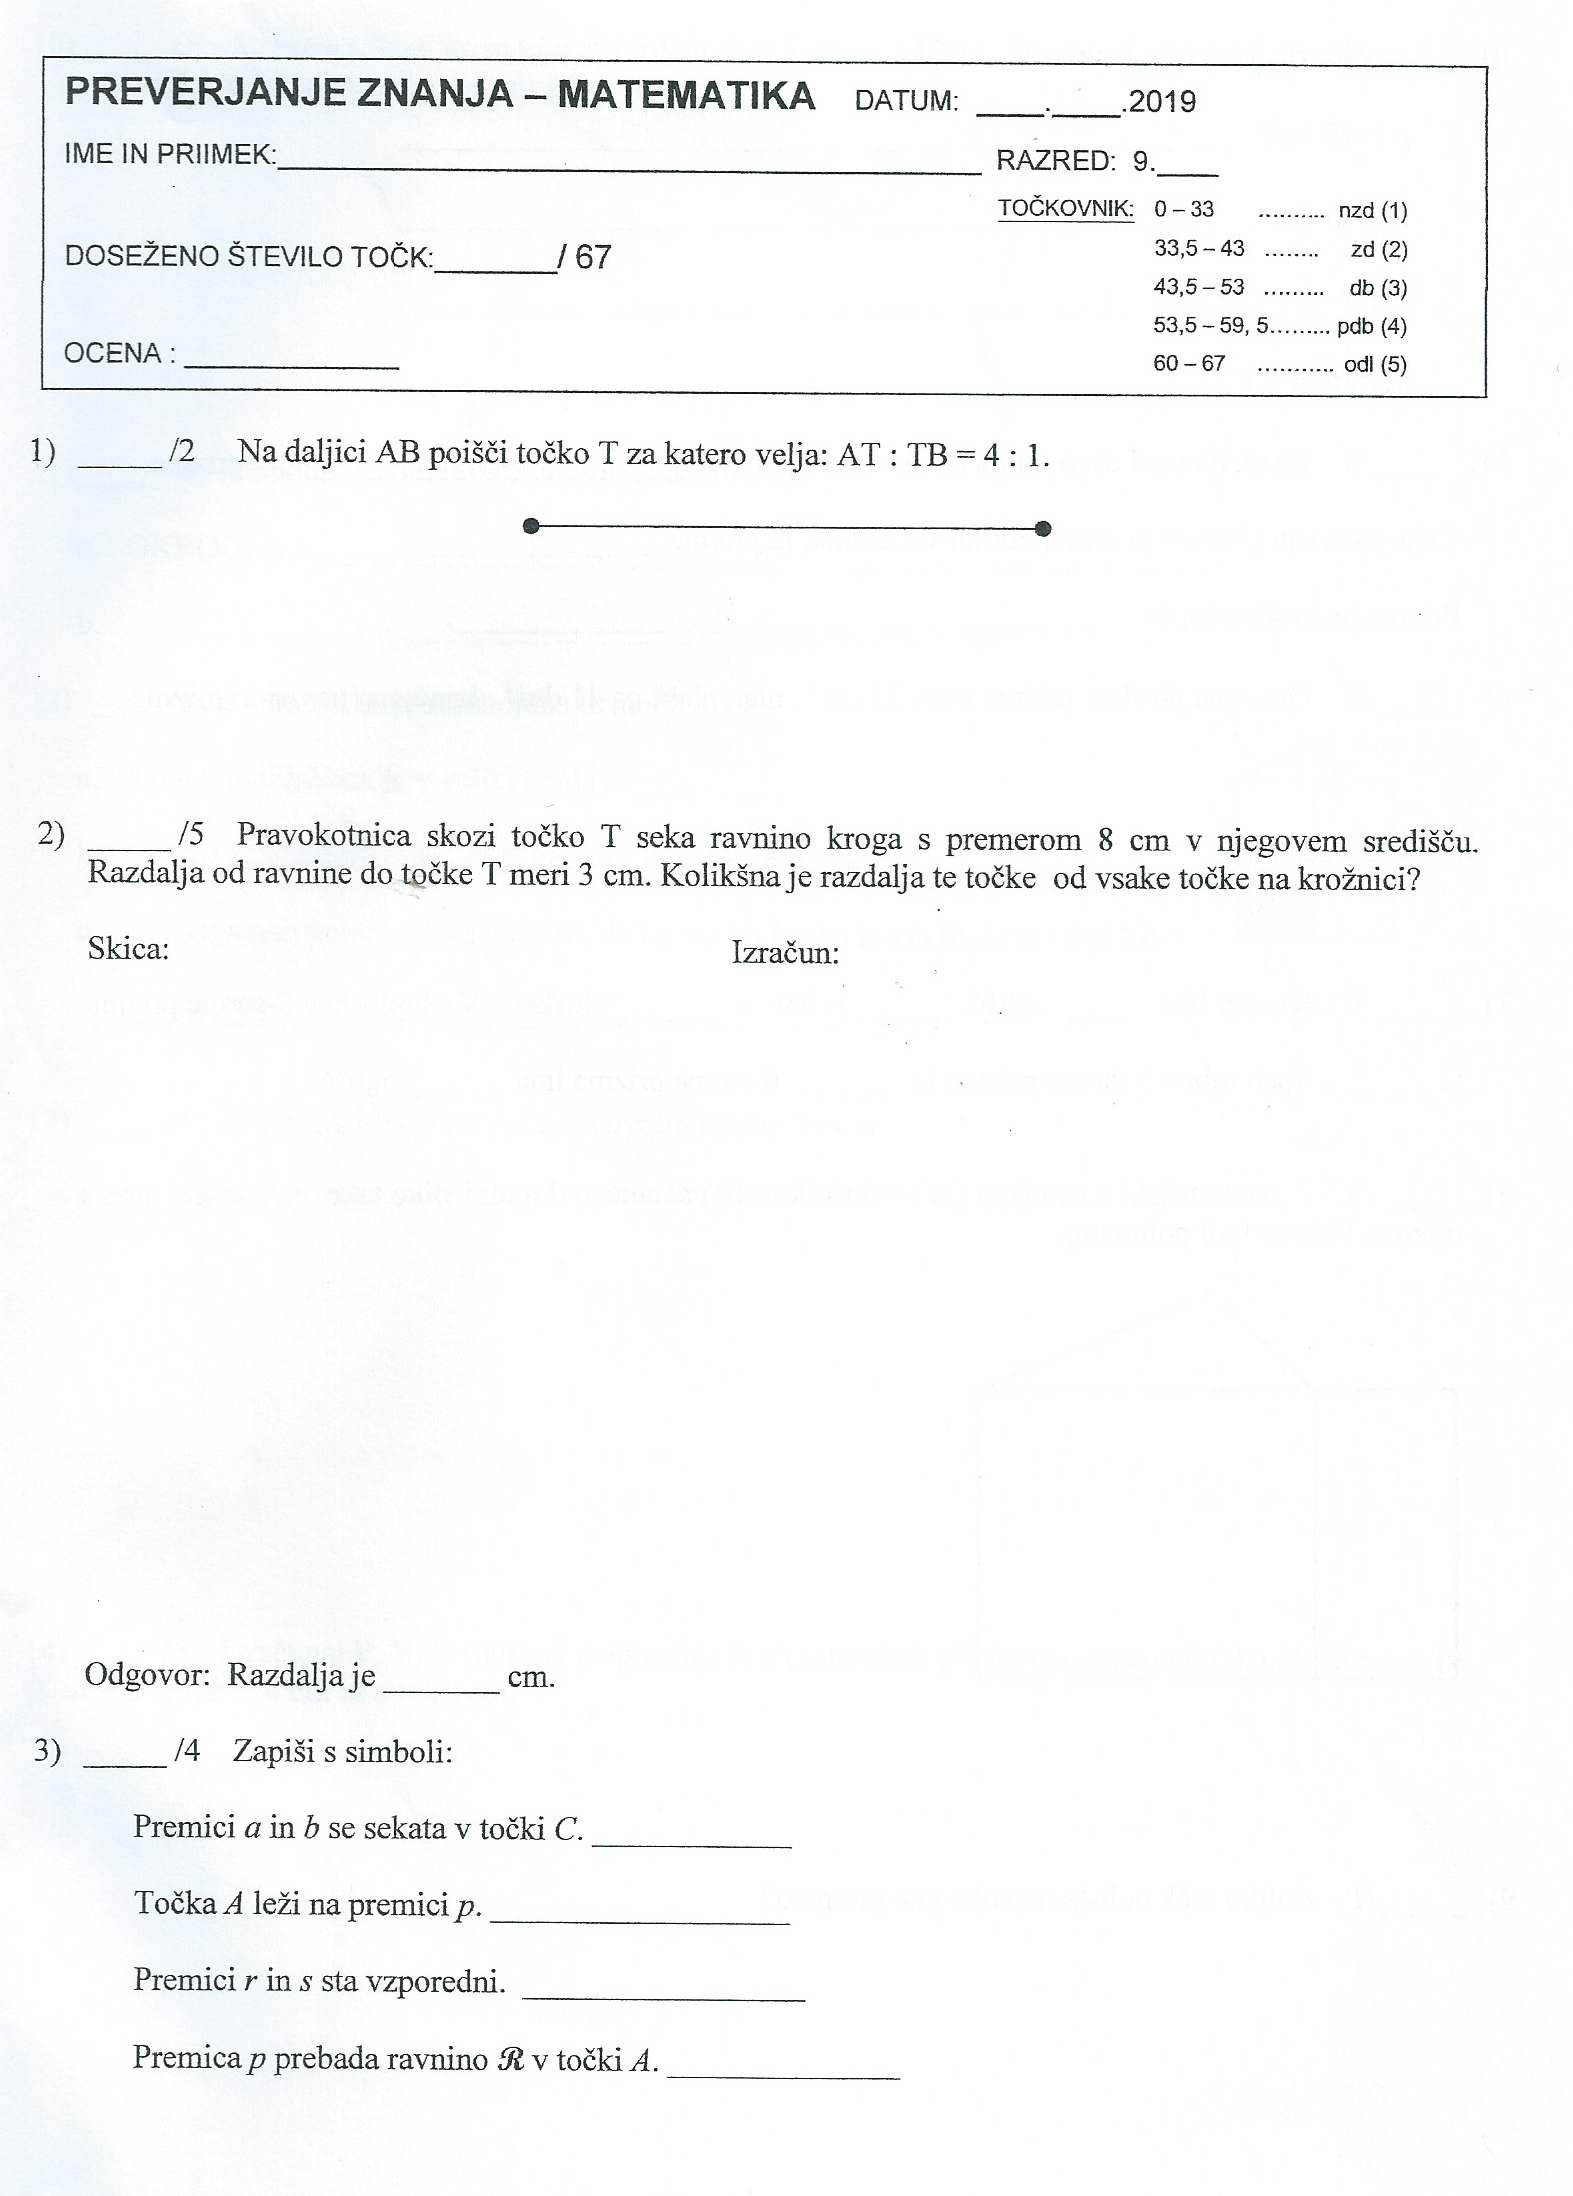 PREVERJANJE ZNANJA – MATEMATIKA DATUM: ____.____.2019
IME IN PRIIMEK:____________________ RAZRED: 9.____
TOČKOVNIK: 0 – 33 .......... nzd (1)
DOSEŽENO ŠTEVILO TOČK:________/ 67
33,5 – 43 ........ zd (2)
43,5 – 53 ......... db (3)
53,5 – 59, 5......... pdb (4)
OCENA : ______________
60 – 67 ........... odl (5)
1) _____ /2 Na daljici AB poišči točko T za katero velja: AT : TB = 4 : 1.
2) _____ /5 Pravokotnica skozi točko T seka ravnino kroga s premerom 8 cm v njegovem središču.
Razdalja od ravnine do točke T meri 3 cm. Kolikšna je razdalja te točke od vsake točke na krožnici?
Skica: Izračun:
Odgovor: Razdalja je _______ cm.
3) _____ /4 Zapiši s simboli:
Premici a in b se sekata v točki C. ____________
Točka A leži na premici p. __________________
Premici r in s sta vzporedni. _________________
Premica p prebada ravnino ℛ v točki A. ______________